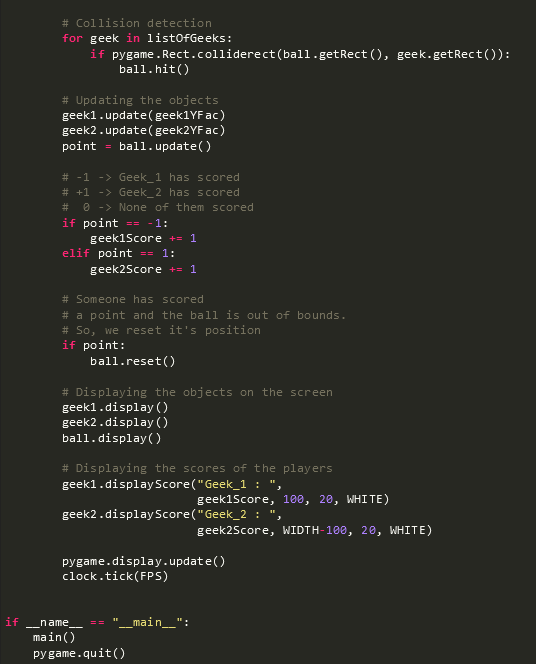 # Collision detection
for geek in listOfGeeks:
if pygame.Rect.colliderect(ball.getRect(), geek.getRect()):
ball.hit()
# Updating the objects
geek1.update(geek1YFac)
geek2.update(geek2YFac)
point = ball.update()
# -1 -> Geek_1 has scored
# +1 -> Geek_2 has scored
#  0 -> None of them scored
if point == -1:
geek1Score += 1
elif point == 1:
geek2Score += 1
# Someone has scored
# a point and the ball is out of bounds.
# So, we reset it's position
if point:
ball.reset()
# Displaying the objects on the screen
geek1.display()
geek2.display()
ball.display()
# Displaying the scores of the players
geek1.displayScore("Geek_1 : ",
geek1Score, 100, 20, WHITE)
geek2.displayScore("Geek_2 : ",
geek2Score, WIDTH-100, 20, WHITE)
pygame.display.update()
clock.tick(FPS)
if __name__ == "__main__":
main()
pygame.quit()